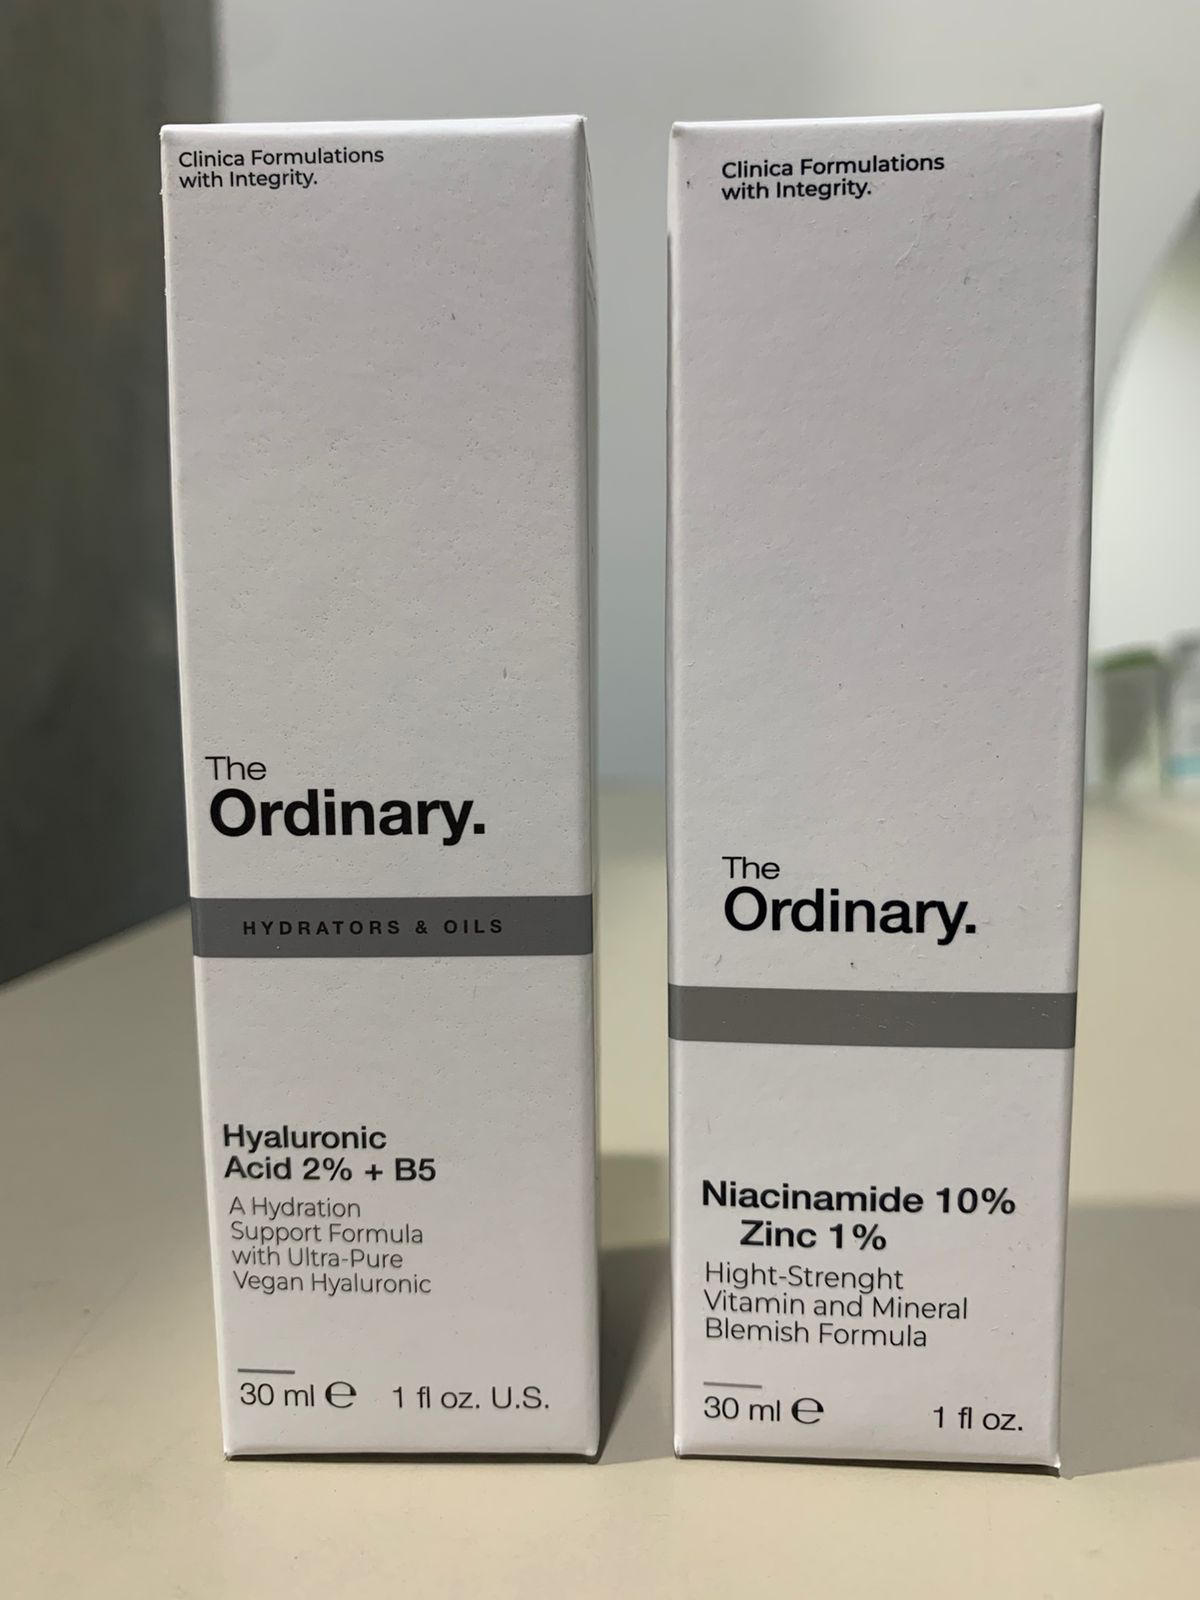 Clinica Formulations
with Integrity.
The
Ordinary.
HYDRATORS & OILS
Hyaluronic
Acid 2% + B5
A Hydration
Support Formula
with Ultra-Pure
Vegan Hyaluronic
30 ml ℮ 1 fl oz. U.S.
Clinica Formulations
with Integrity.
The
Ordinary.
Niacinamide 10%
Zinc 1%
Hight-Strenght
Vitamin and Mineral
Blemish Formula
30 ml ℮ 1 fl oz.